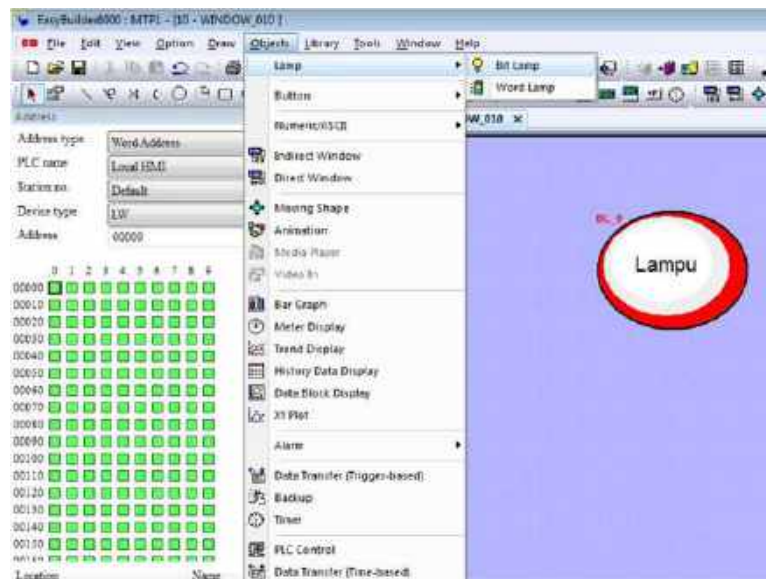 EasyBuilder8000 : MTP1 - [10 - WINDOW_010 ]
File Edit View Option Draw Objects Library Tools Window Help
Lamp
Bit Lamp
Word Lamp
Button
Numeric/ASCII
Indirect Window
Direct Window
Moving Shape
Animation
Media Player
Video In
Bar Graph
Meter Display
Trend Display
History Data Display
Data Block Display
XY Plot
Alarm
Data Transfer (Trigger-based)
Backup
Timer
PLC Control
Data Transfer (Time-based)
Address
Address type Word Address
PLC name Local HMI
Station no. Default
Device type LW
Address 00000
0 1 2 3 4 5 6 7 8 9
00000
00010
00020
00030
00040
00050
00060
00070
00080
00090
00100
00110
00120
00130
00140
00150
00160
Location Name
OW_010
Lampu